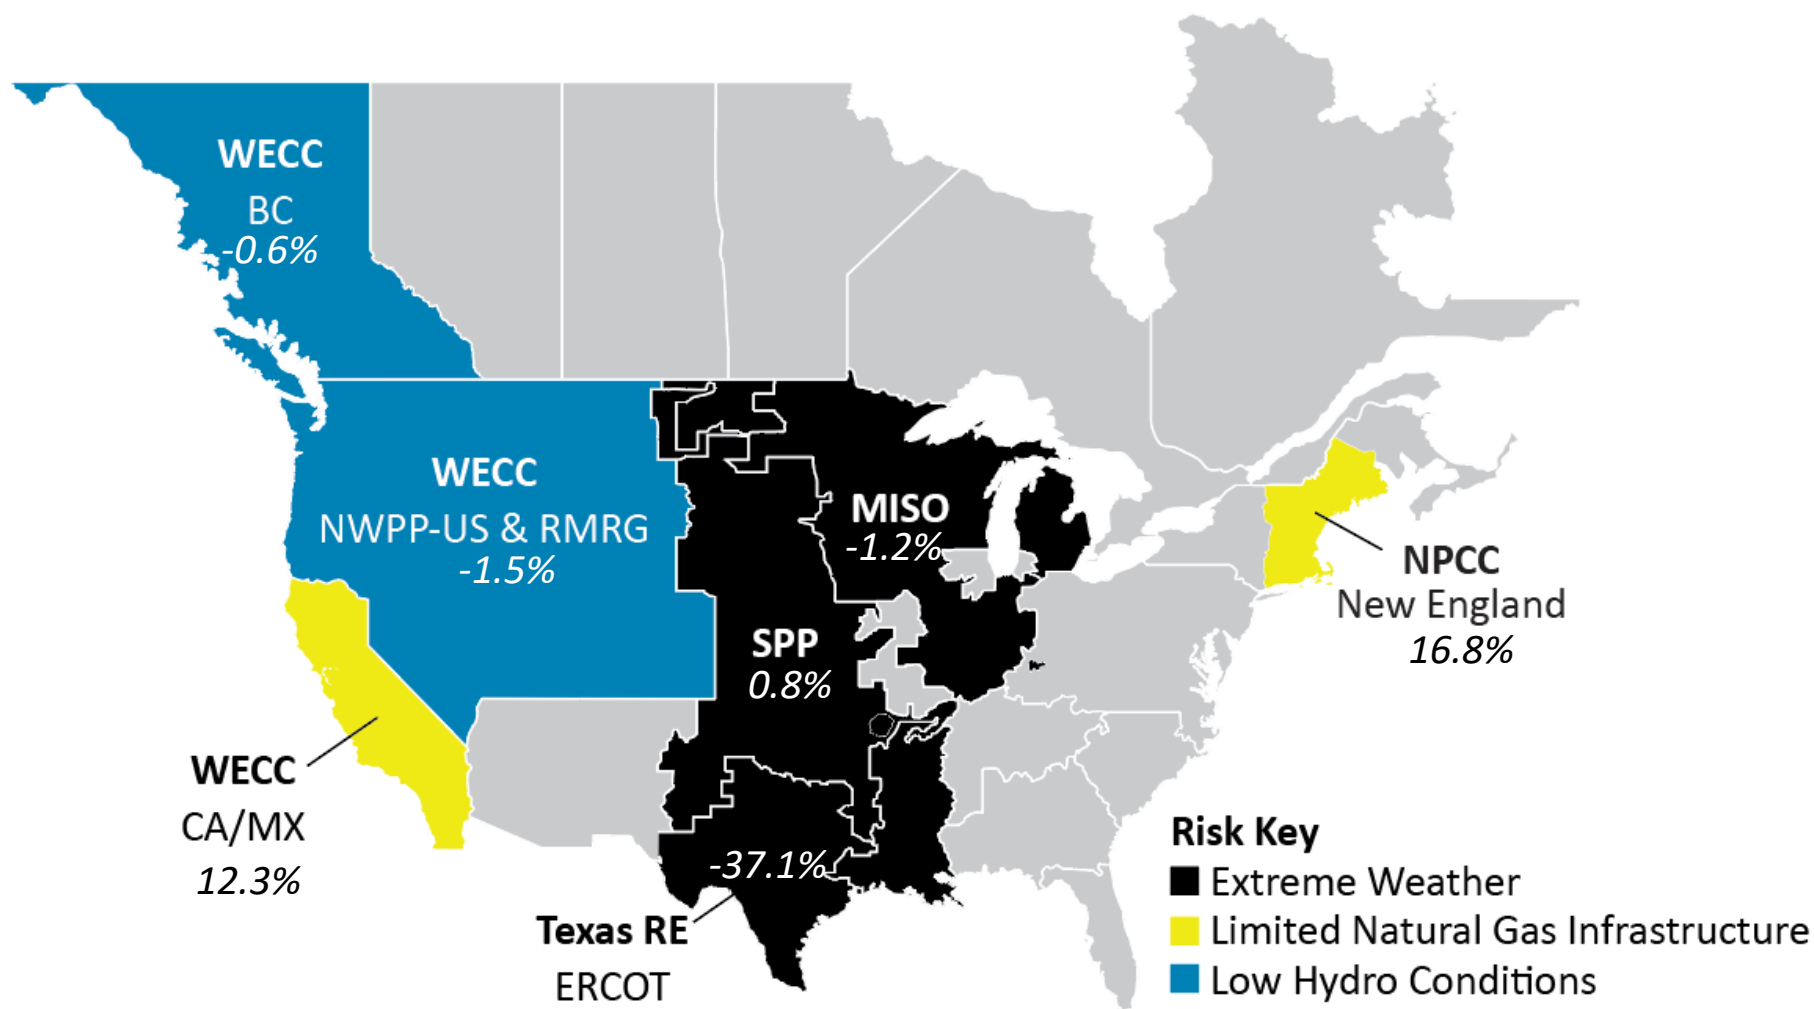 WECC
BC
-0.6%
WECC
NWPP-US & RMRG
-1.5%
MISO
-1.2%
SPP
0.8%
NPCC
New England
16.8%
WECC
CA/MX
12.3%
-37.1%
Texas RE
ERCOT
Risk Key
Extreme Weather
Limited Natural Gas Infrastructure
Low Hydro Conditions